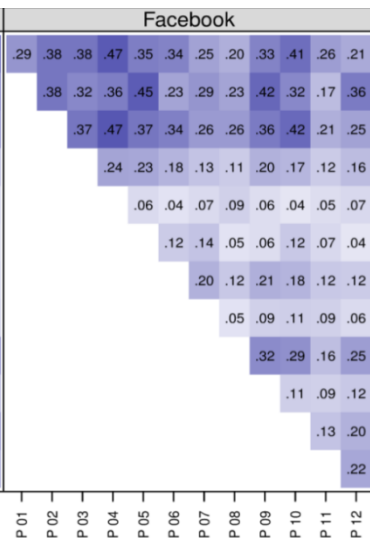 Facebook
.29 .38 .38 .47 .35 .34 .25 .20 .33 .41 .26 .21
.38 .32 .36 .45 .23 .29 .23 .42 .32 .17 .36
.37 .47 .37 .34 .26 .26 .36 .42 .21 .25
.24 .23 .18 .13 .11 .20 .17 .12 .16
.06 .04 .07 .09 .06 .04 .05 .07
.12 .14 .05 .06 .12 .07 .04
.20 .12 .21 .18 .12 .12
.05 .09 .11 .09 .06
.32 .29 .16 .25
.11 .09 .12
.13 .20
.22
P 01 P 02 P 03 P 04 P 05 P 06 P 07 P 08 P 09 P 10 P 11 P 12